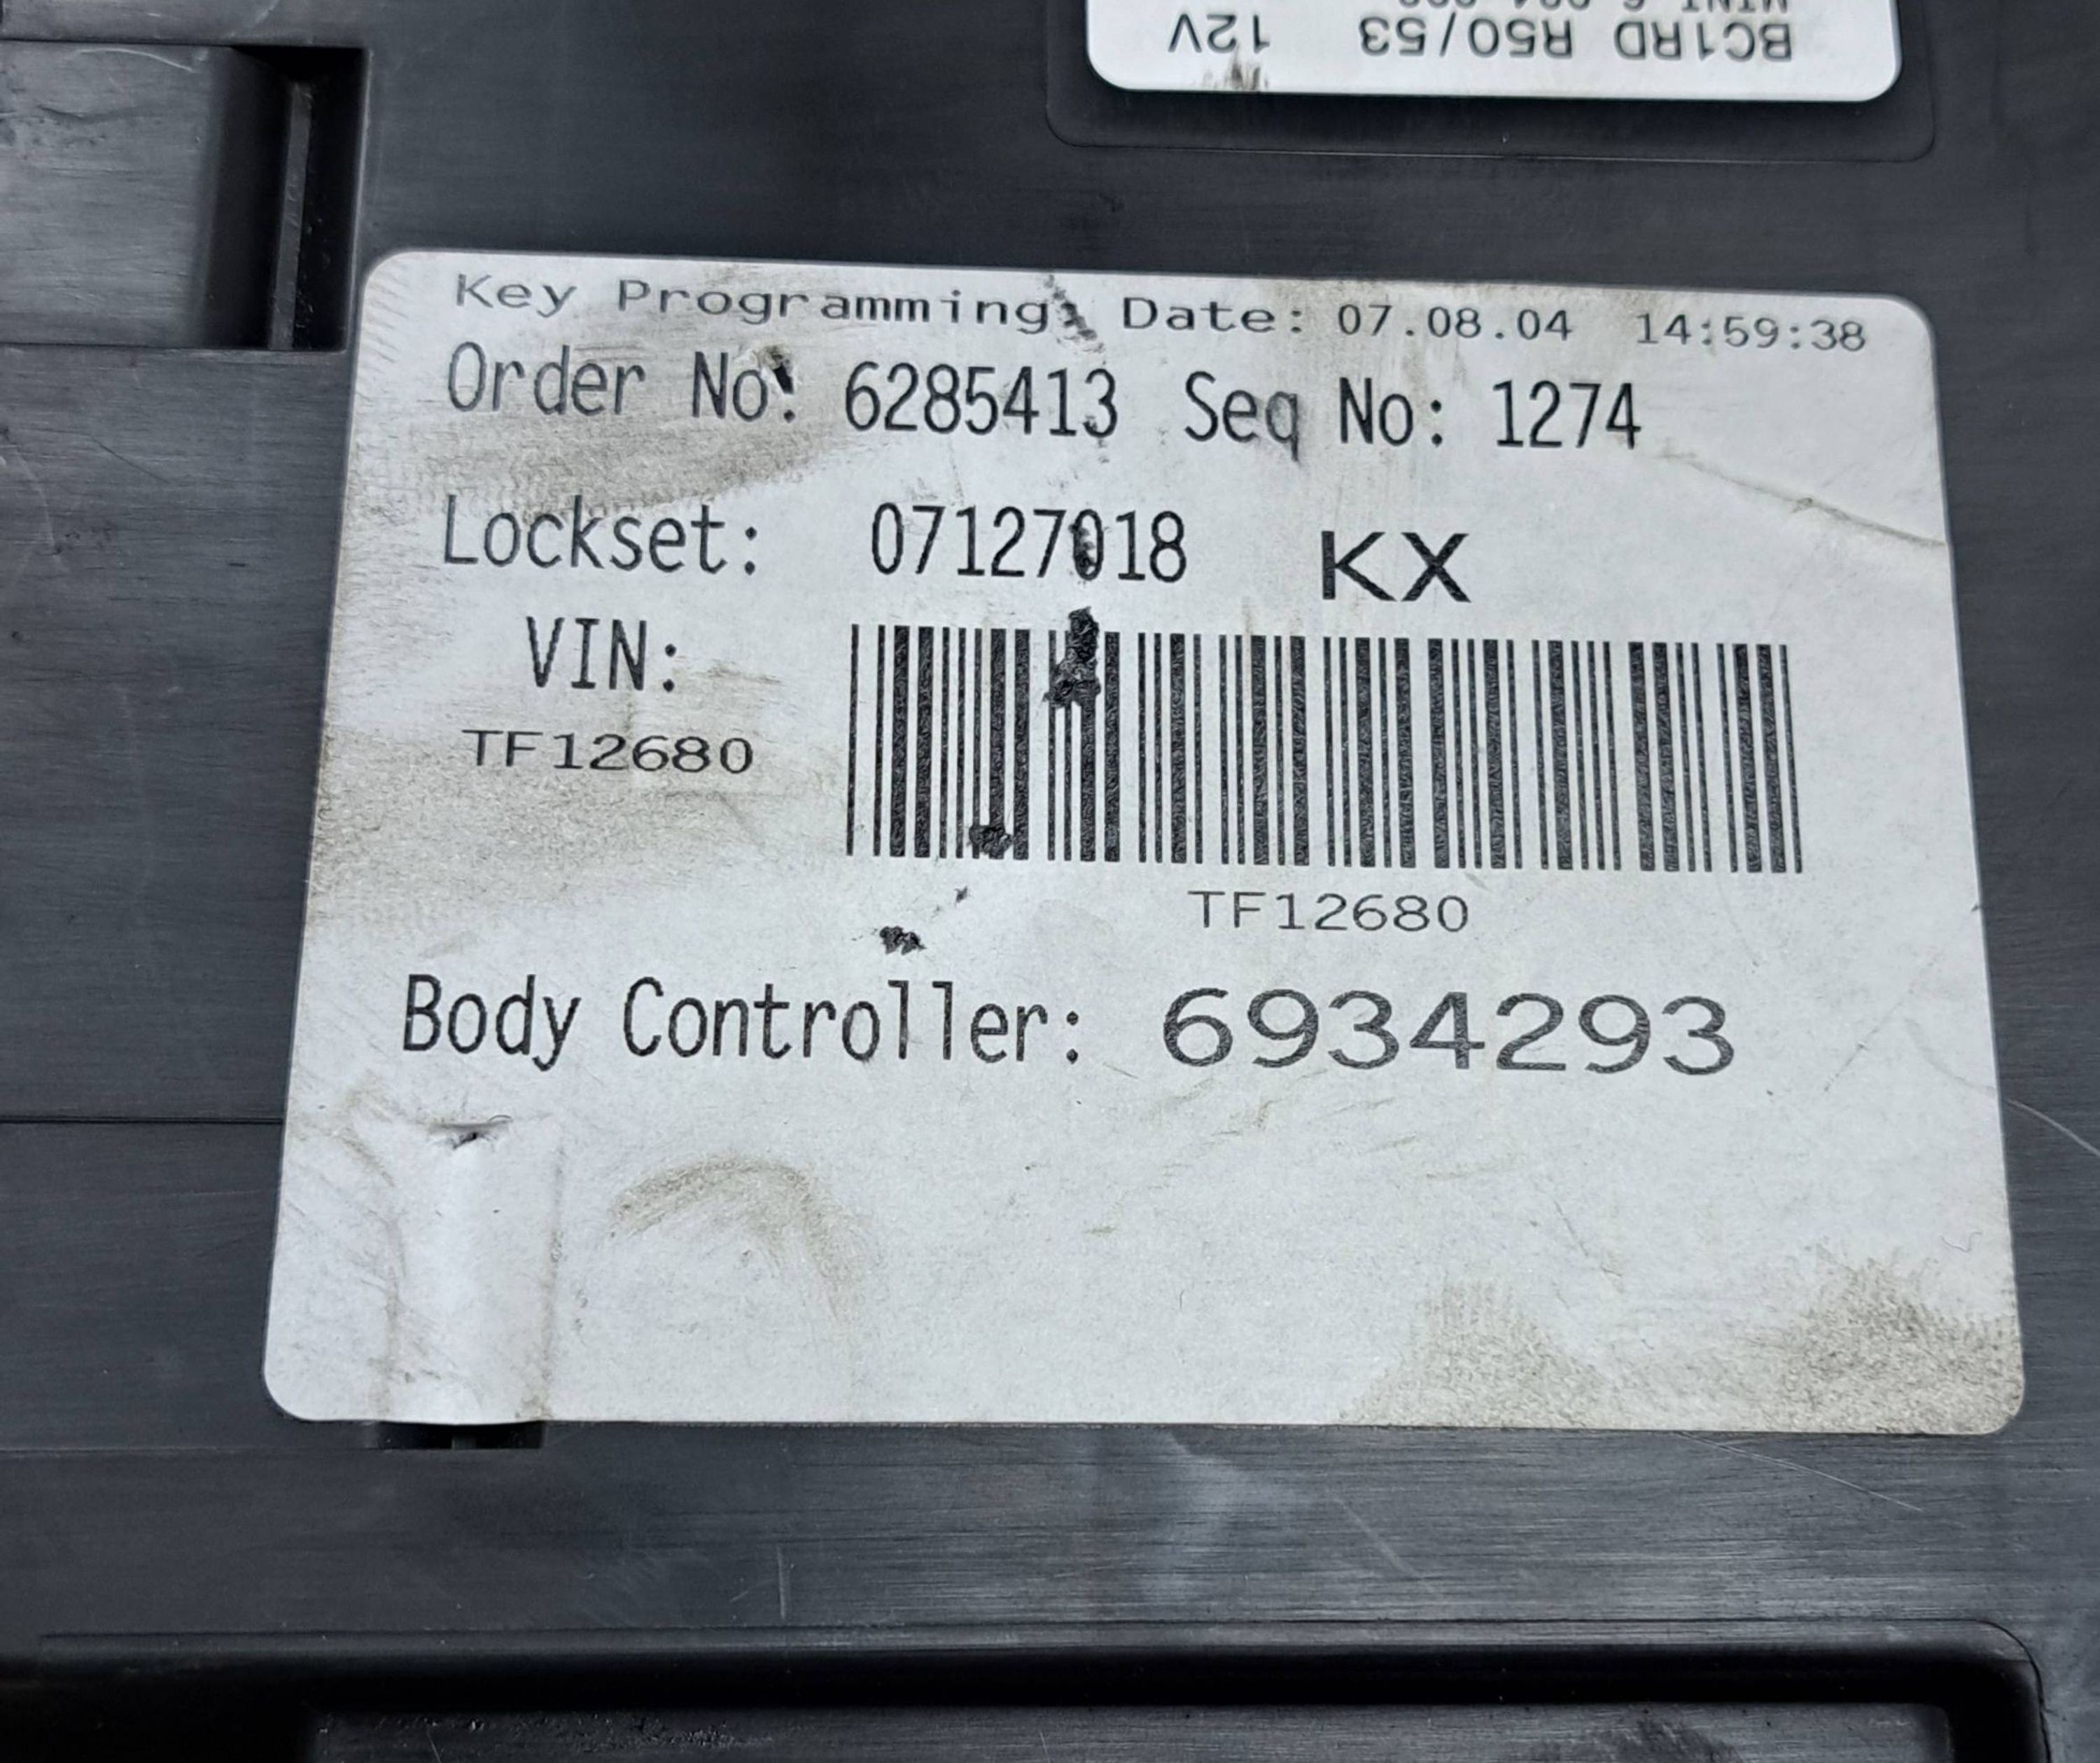 BC1RD R50/53 12V
Key Programming: Date: 07.08.04 14:59:38
Order No: 6285413 Seq No: 1274
Lockset: 07127018 KX
VIN:
TF12680
TF12680
Body Controller: 6934293